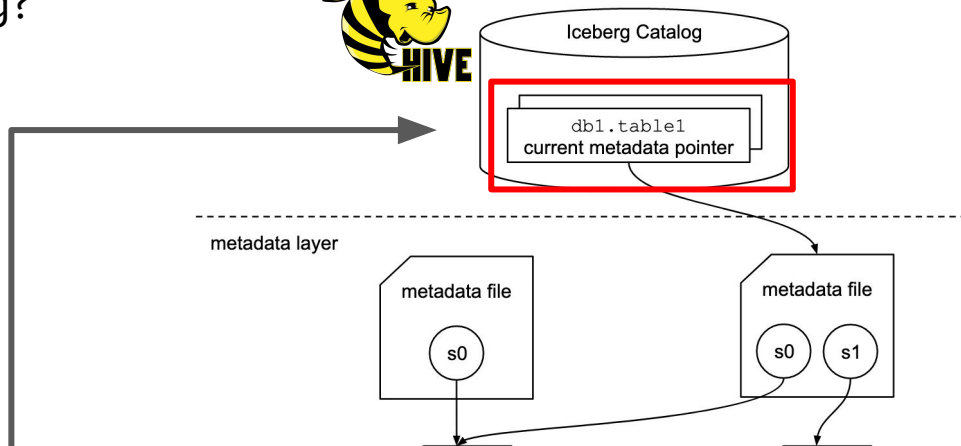 g?
HIVE
Iceberg Catalog
db1.table1
current metadata pointer
metadata layer
metadata file
s0
metadata file
s0
s1